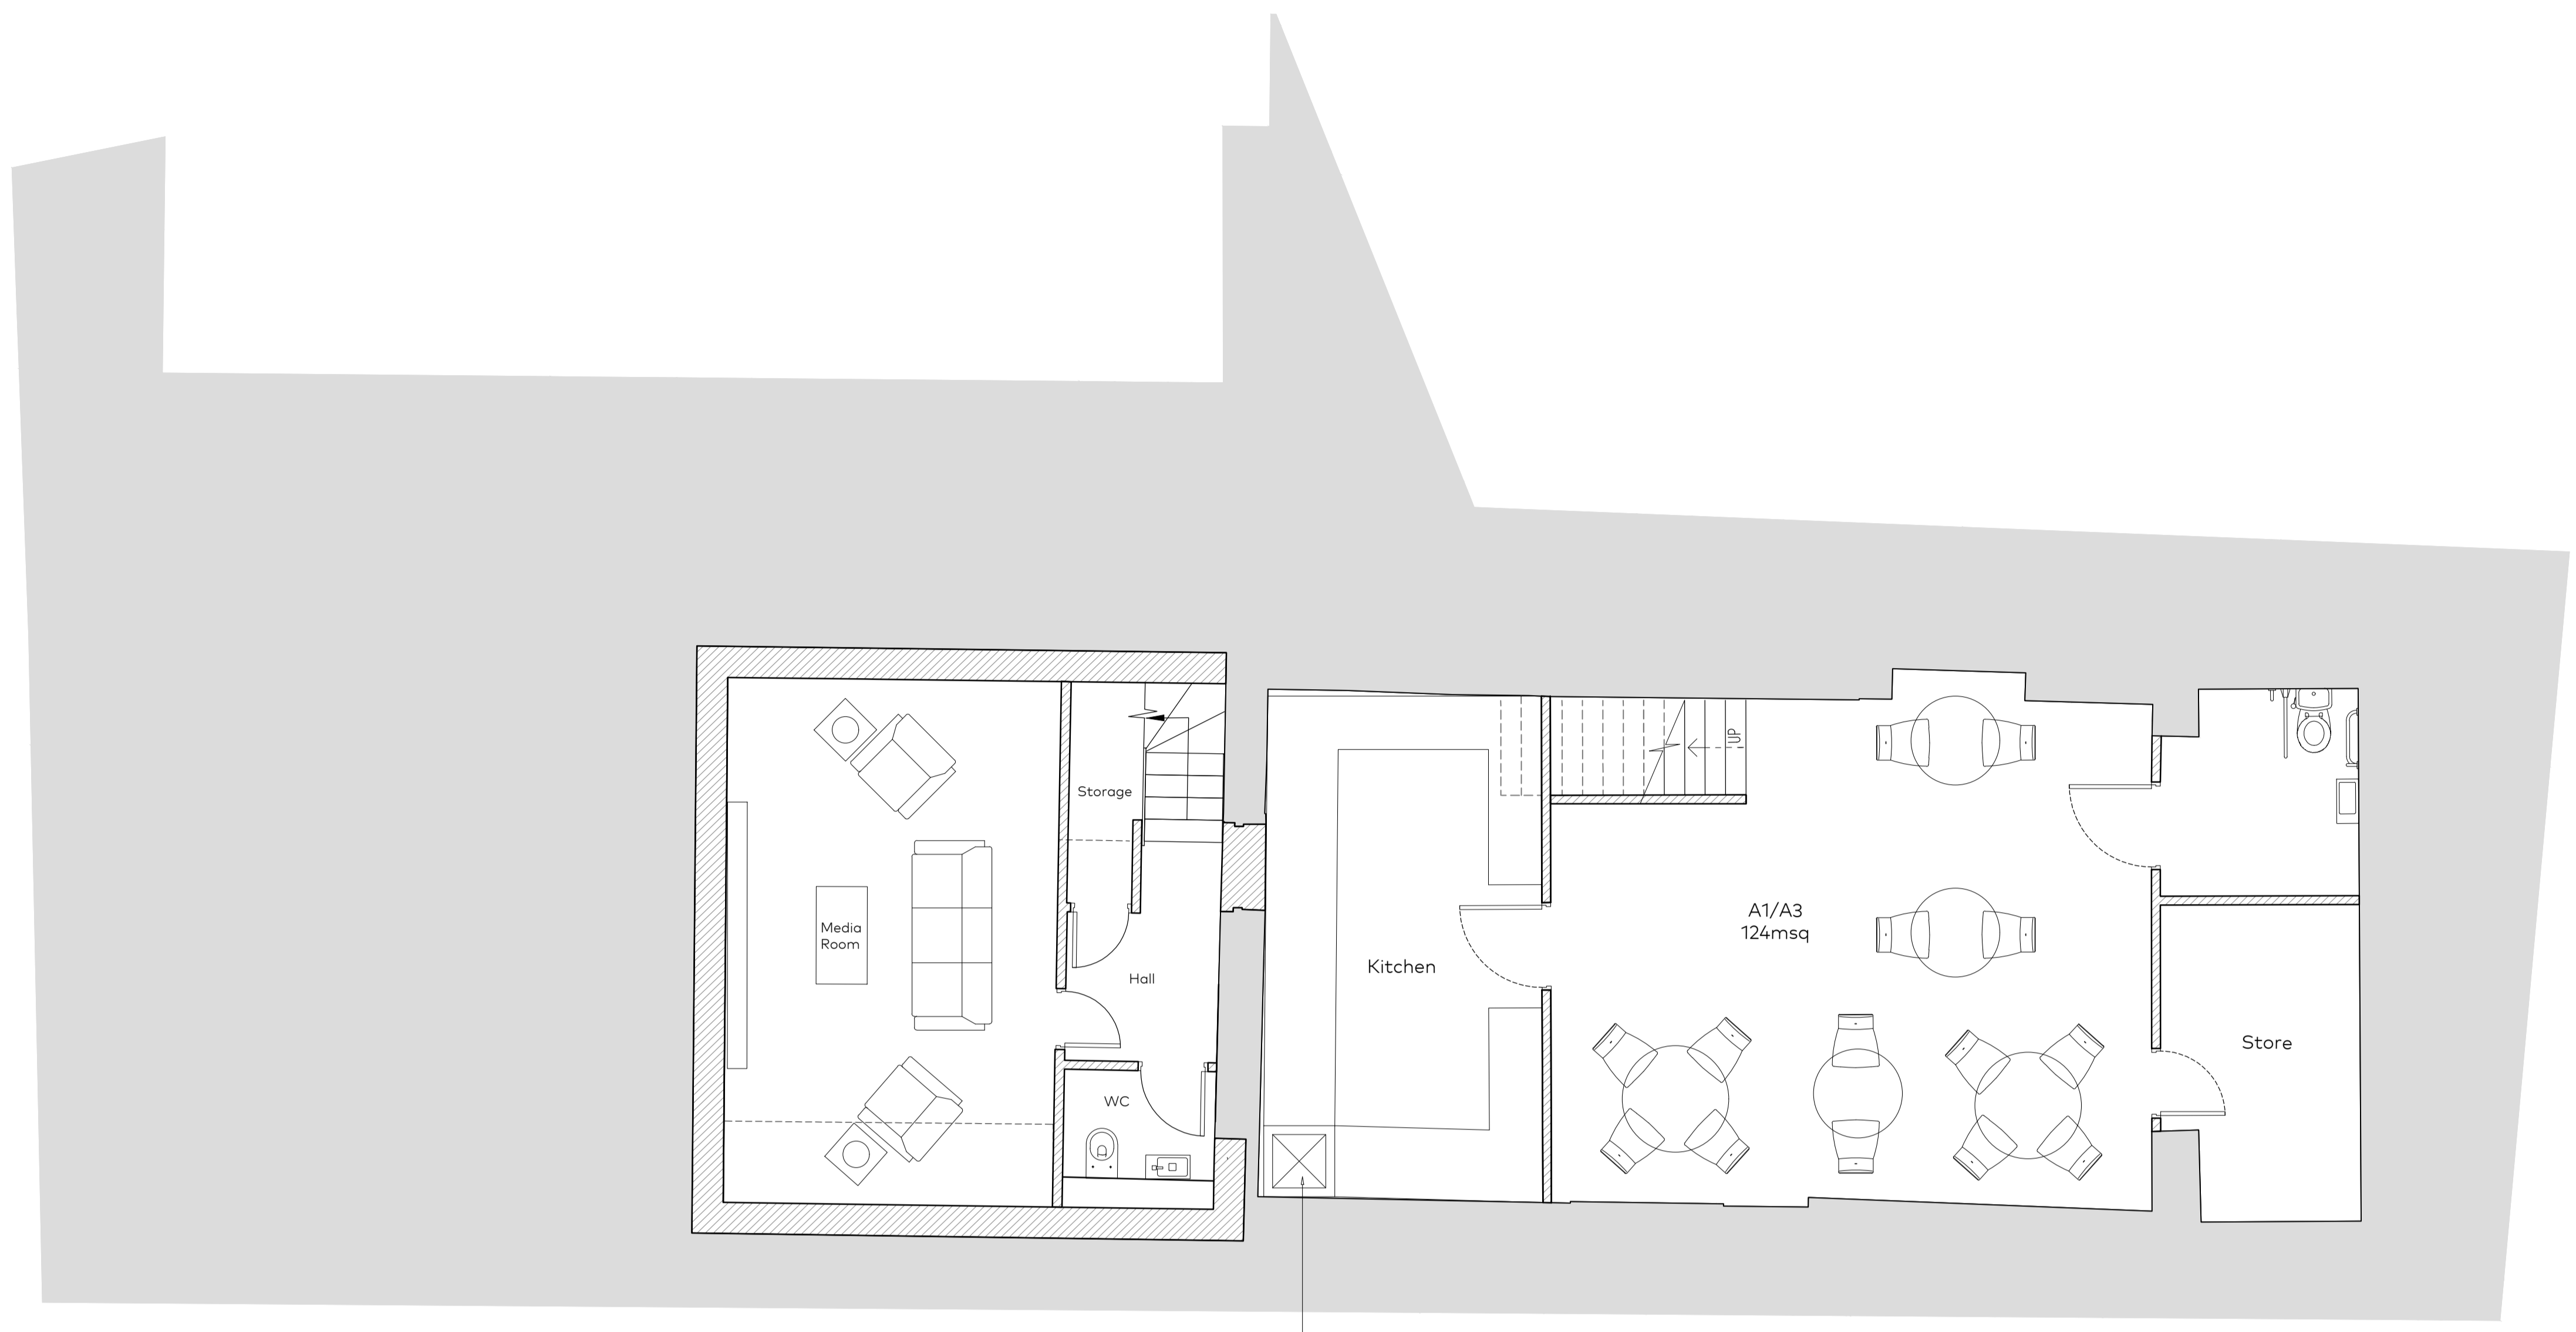 UP
Storage
Media
Room
A1/A3
124msq
Kitchen
Hall
Store
WC